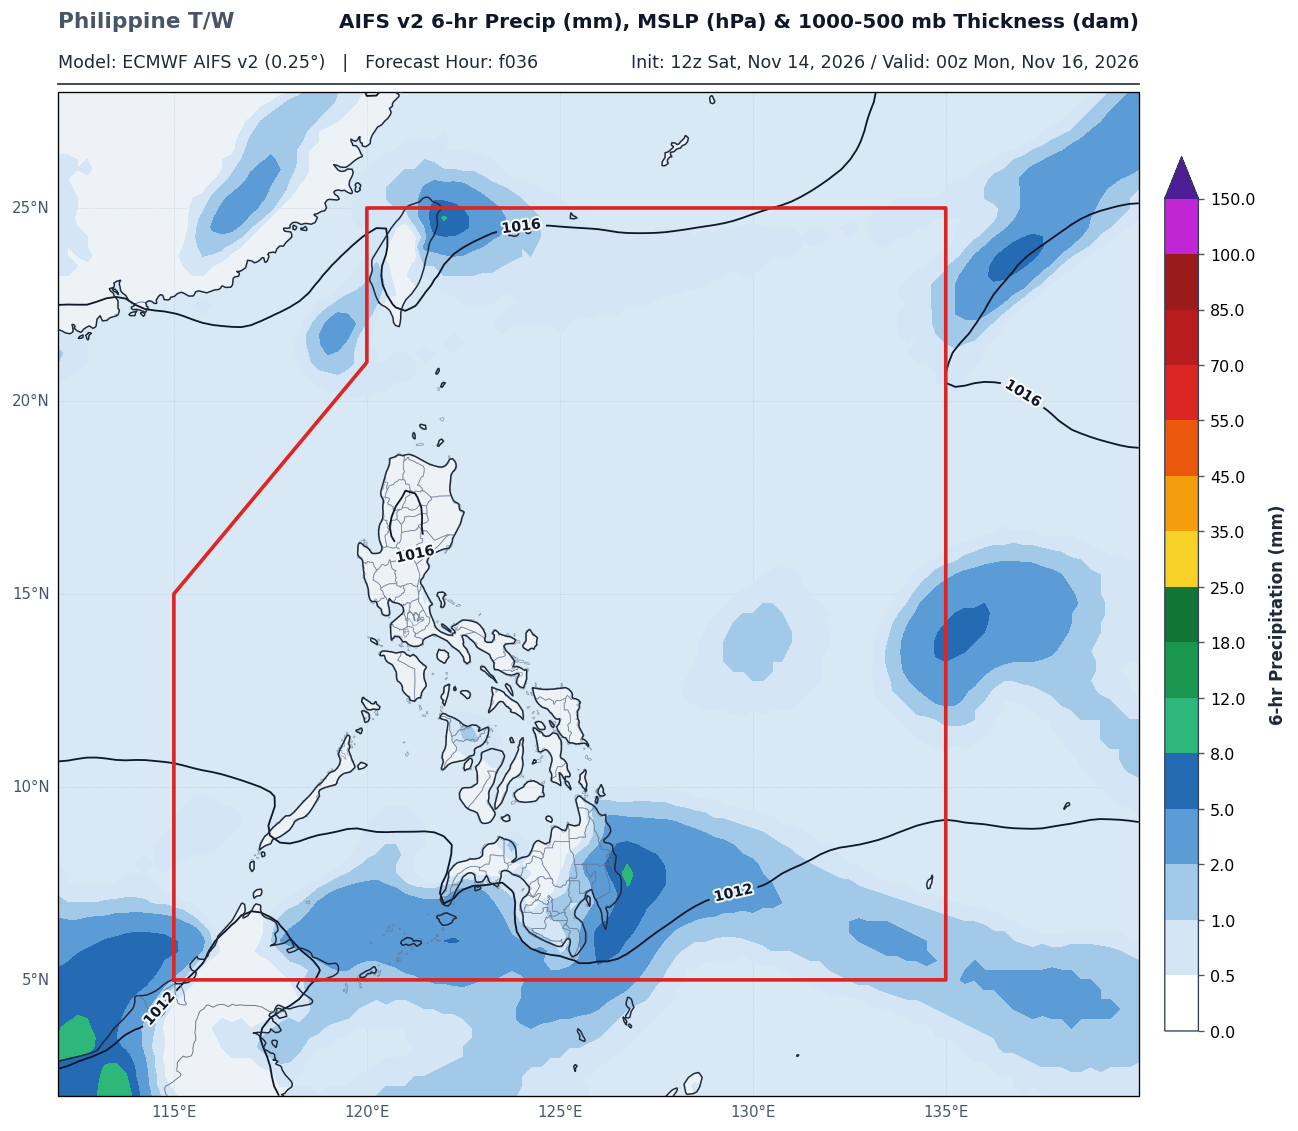 Philippine T/W
AIFS v2 6-hr Precip (mm), MSLP (hPa) & 1000-500 mb Thickness (dam)
Model: ECMWF AIFS v2 (0.25°)   |   Forecast Hour: f036
Init: 12z Sat, Nov 14, 2026 / Valid: 00z Mon, Nov 16, 2026
25°N
20°N
15°N
10°N
5°N
115°E
120°E
125°E
130°E
135°E
1016
1016
1016
1012
1012
150.0
100.0
85.0
70.0
55.0
45.0
35.0
25.0
18.0
12.0
8.0
5.0
2.0
1.0
0.5
0.0
6-hr Precipitation (mm)